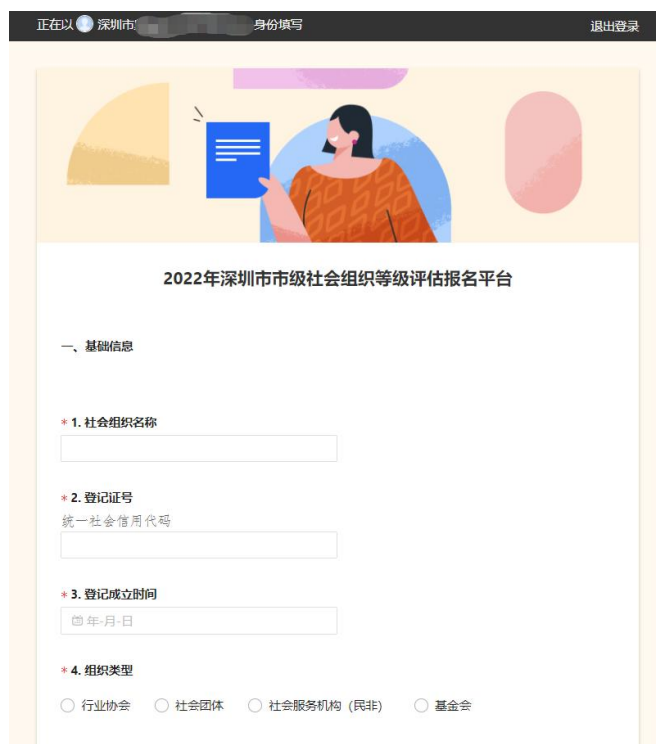 正在以 深圳市 身份填写 退出登录
2022年深圳市市级社会组织等级评估报名平台
一、基础信息
* 1. 社会组织名称
* 2. 登记证号
统一社会信用代码
* 3. 登记成立时间
年-月-日
* 4. 组织类型
行业协会 社会团体 社会服务机构（民非） 基金会